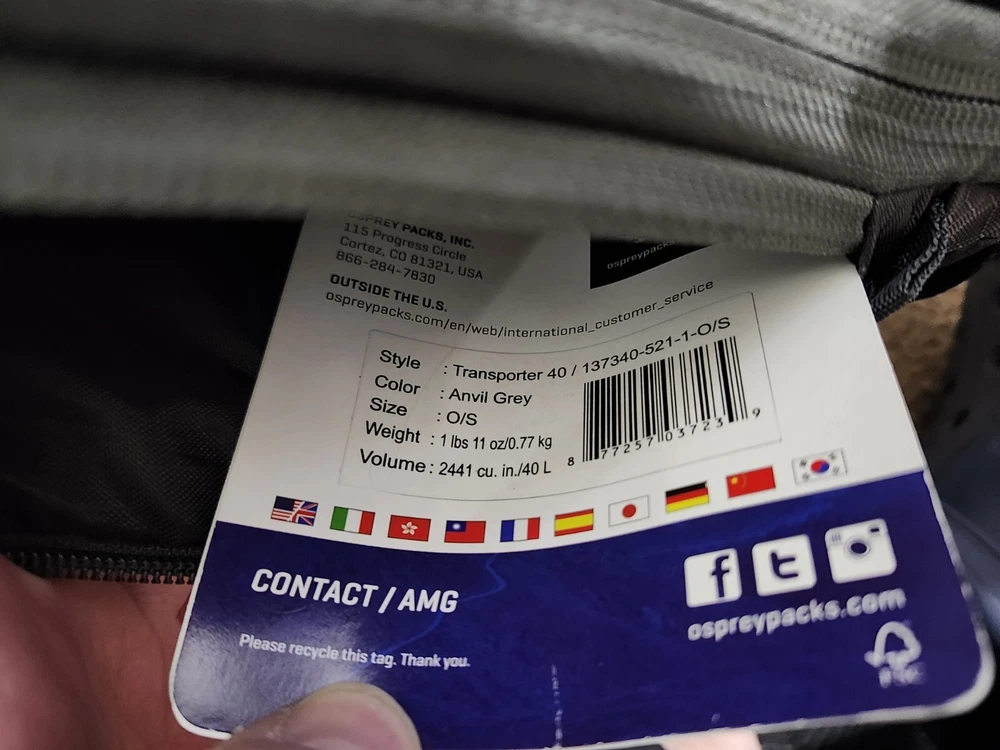 OSPREY PACKS, INC.
115 Progress Circle
Cortez, CO 81321, USA
866-284-7830
OUTSIDE THE U.S.
ospreypacks.com/en/web/international_customer_service
ospreypacks
Style : Transporter 40 / 137340-521-1-O/S
Color : Anvil Grey
Size : O/S
Weight : 1 lbs 11 oz/0.77 kg
Volume : 2441 cu. in./40 L
8 77257 03723 9
CONTACT / AMG
Please recycle this tag. Thank you.
f t
ospreypacks.com
FSC